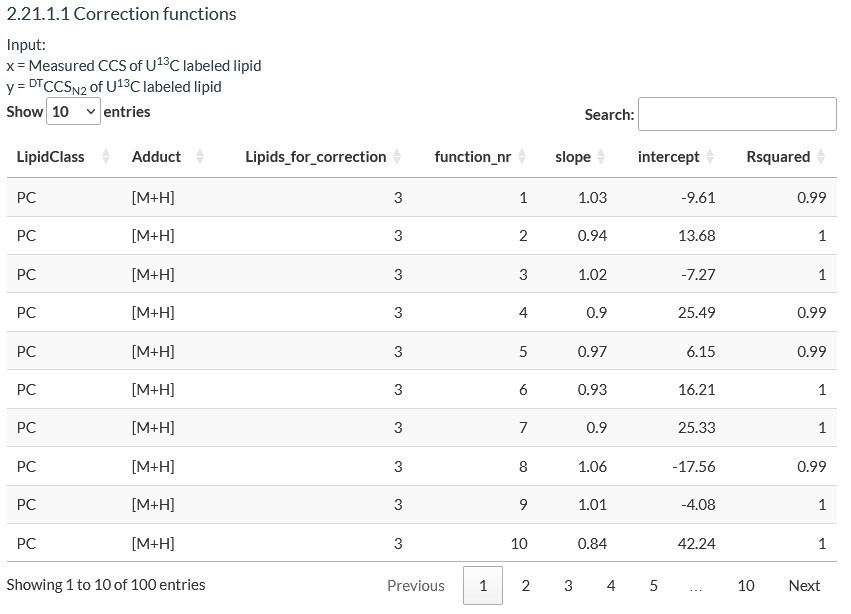 2.21.1.1 Correction functions
Input:
x = Measured CCS of U¹³C labeled lipid
y = ᴰᵀCCS_N2 of U¹³C labeled lipid
Show 10 entries
Search:
LipidClass Adduct Lipids_for_correction function_nr slope intercept Rsquared
PC [M+H] 3 1 1.03 -9.61 0.99
PC [M+H] 3 2 0.94 13.68 1
PC [M+H] 3 3 1.02 -7.27 1
PC [M+H] 3 4 0.9 25.49 0.99
PC [M+H] 3 5 0.97 6.15 0.99
PC [M+H] 3 6 0.93 16.21 1
PC [M+H] 3 7 0.9 25.33 1
PC [M+H] 3 8 1.06 -17.56 0.99
PC [M+H] 3 9 1.01 -4.08 1
PC [M+H] 3 10 0.84 42.24 1
Showing 1 to 10 of 100 entries
Previous 1 2 3 4 5 … 10 Next